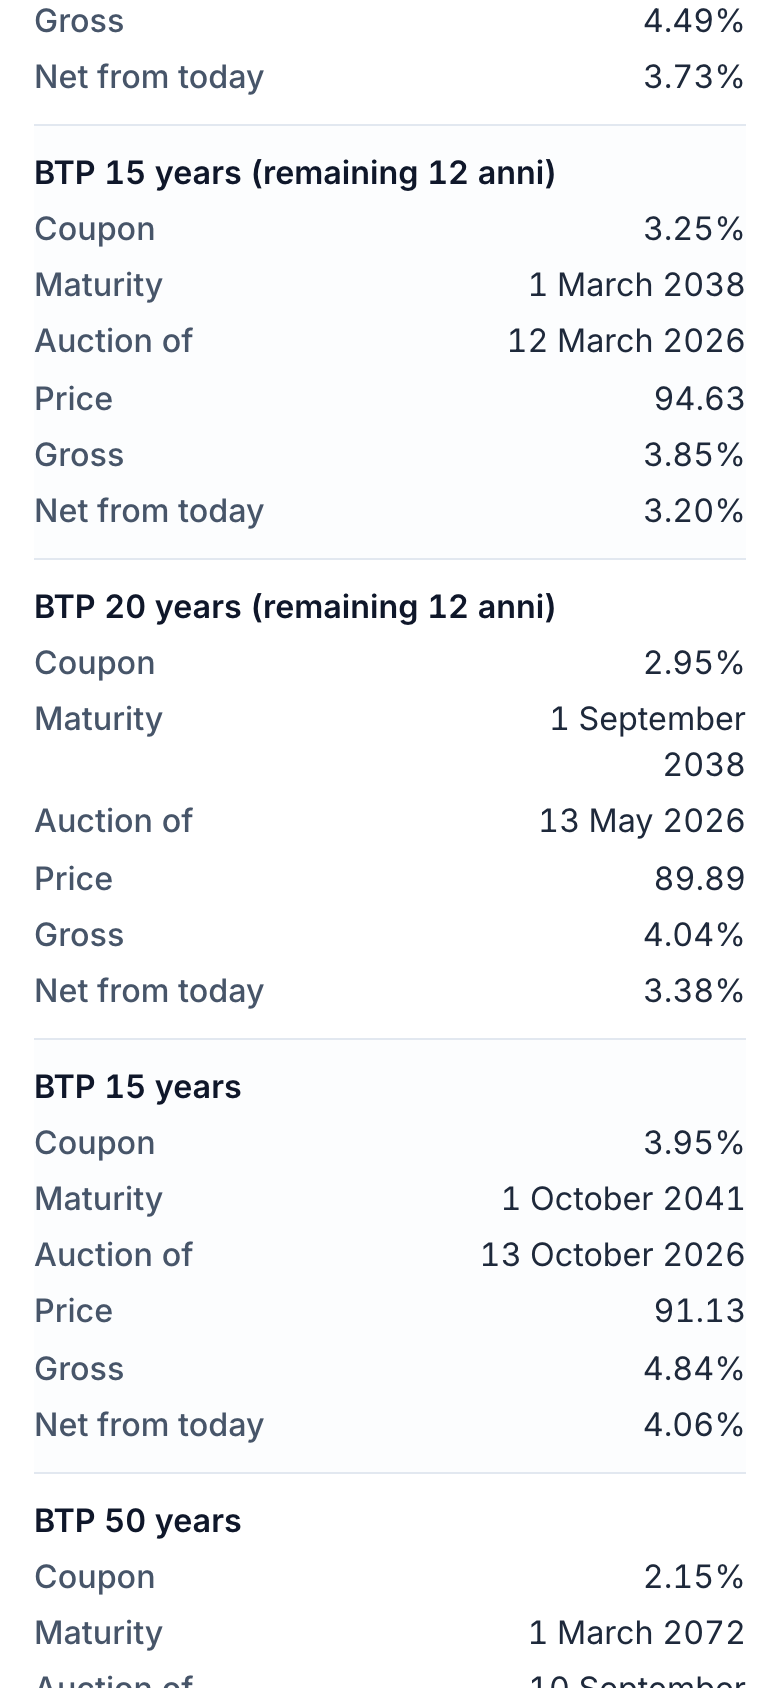 Gross 4.49%
Net from today 3.73%
BTP 15 years (remaining 12 anni)
Coupon 3.25%
Maturity 1 March 2038
Auction of 12 March 2026
Price 94.63
Gross 3.85%
Net from today 3.20%
BTP 20 years (remaining 12 anni)
Coupon 2.95%
Maturity 1 September
2038
Auction of 13 May 2026
Price 89.89
Gross 4.04%
Net from today 3.38%
BTP 15 years
Coupon 3.95%
Maturity 1 October 2041
Auction of 13 October 2026
Price 91.13
Gross 4.84%
Net from today 4.06%
BTP 50 years
Coupon 2.15%
Maturity 1 March 2072
Auction of 10 September